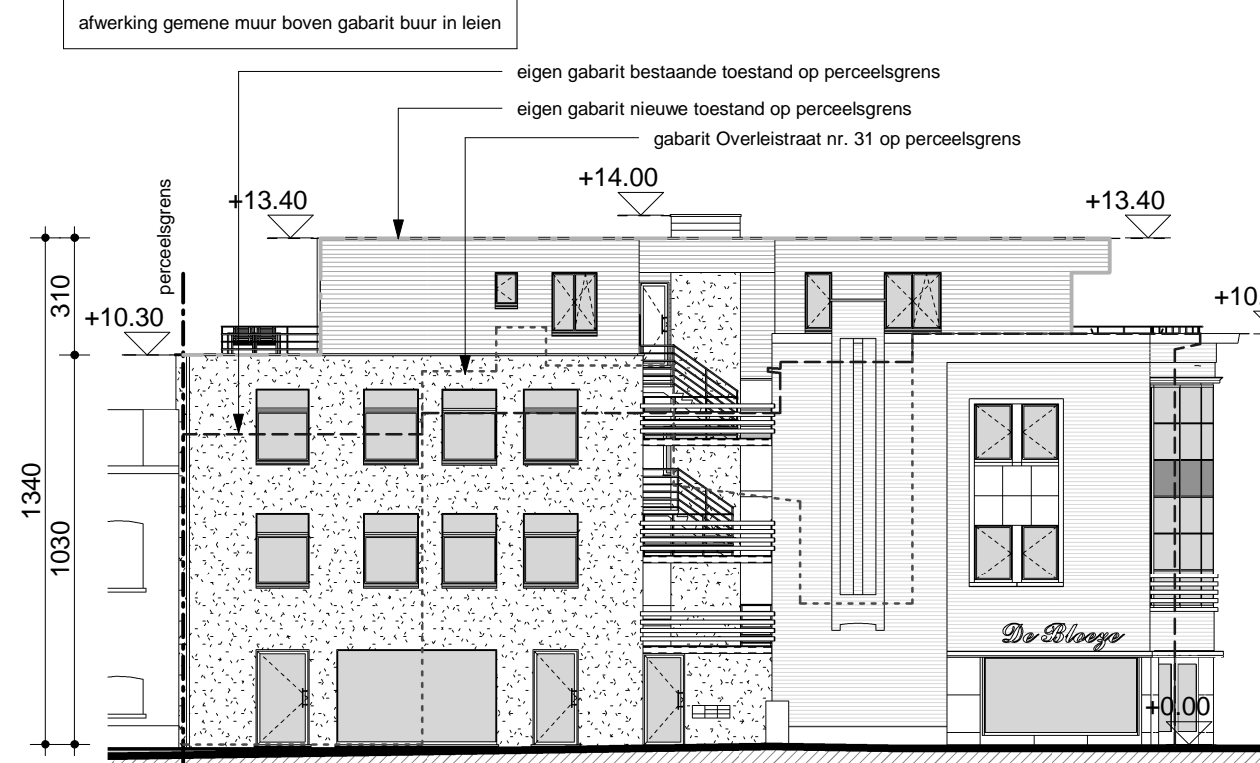 afwerking gemene muur boven gabarit buur in leien
eigen gabarit bestaande toestand op perceelsgrens
eigen gabarit nieuwe toestand op perceelsgrens
gabarit Overleistraat nr. 31 op perceelsgrens
perceelsgrens
+14.00
+13.40
+13.40
310
+10.30
+10.
1340
1030
De Bloeze
+0.00